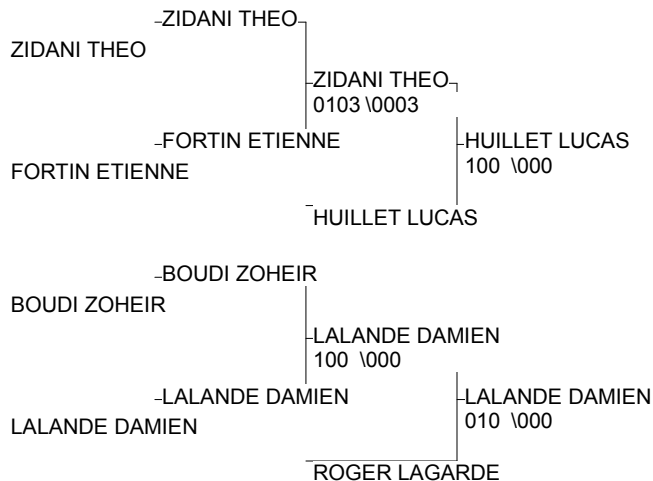 ZIDANI THEO
ZIDANI THEO
ZIDANI THEO
0103 \0003
FORTIN ETIENNE
HUILLET LUCAS
100 \000
FORTIN ETIENNE
HUILLET LUCAS
BOUDI ZOHEIR
BOUDI ZOHEIR
LALANDE DAMIEN
100 \000
LALANDE DAMIEN
LALANDE DAMIEN
010 \000
LALANDE DAMIEN
ROGER LAGARDE